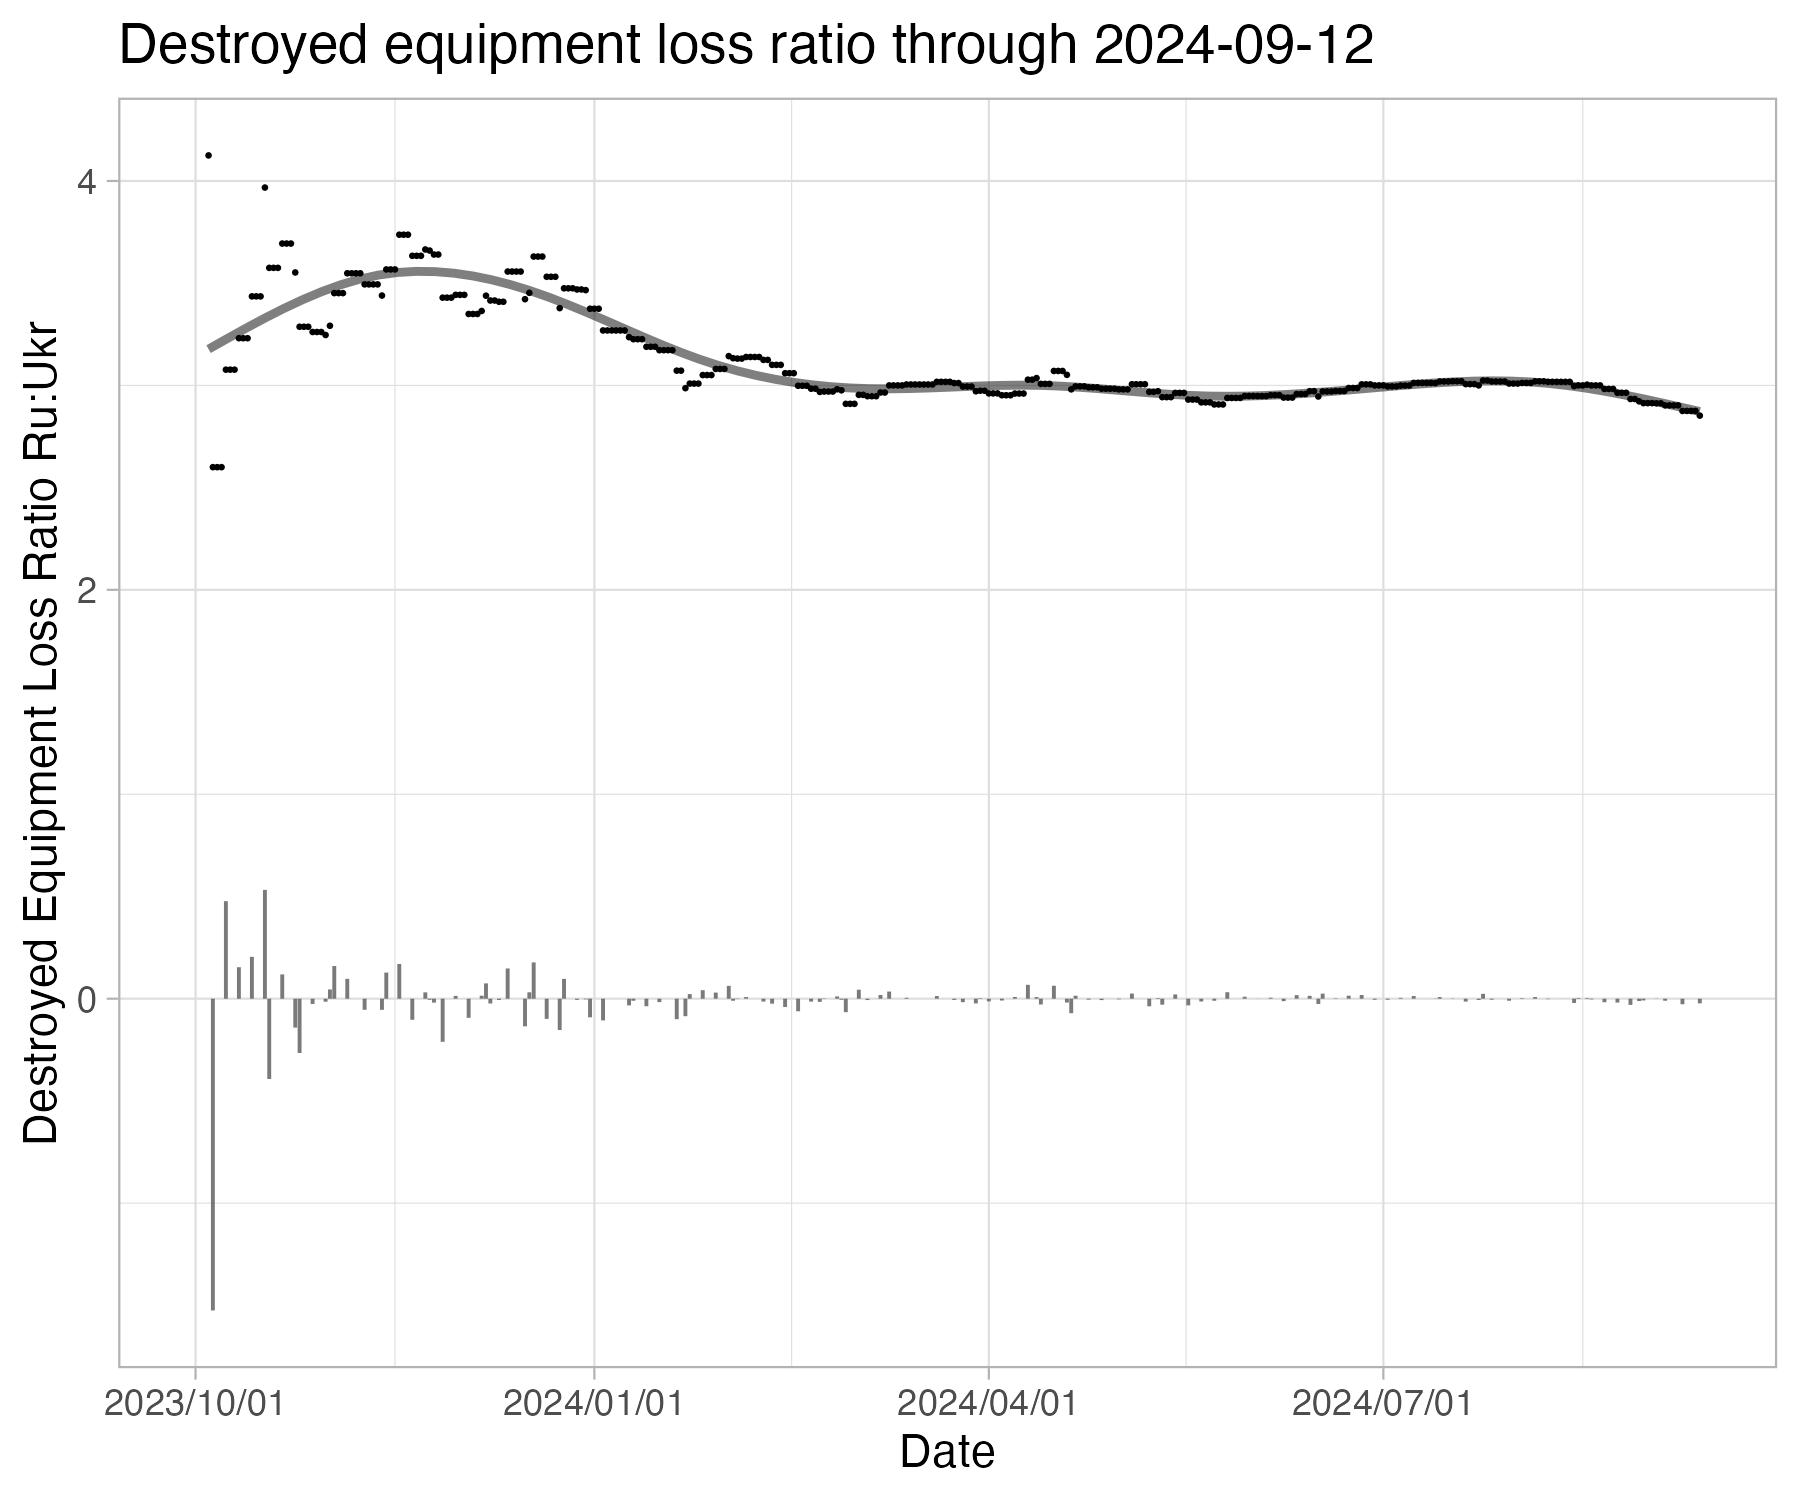 Destroyed equipment loss ratio through 2024-09-12
Destroyed Equipment Loss Ratio Ru:Ukr
4
2
0
2023/10/01
2024/01/01
2024/04/01
2024/07/01
Date